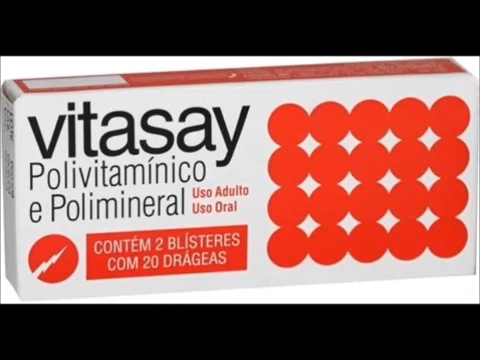 vitasay
Polivitamínico
e Polimineral
Uso Adulto
Uso Oral
CONTÉM 2 BLÍSTERES
COM 20 DRÁGEAS